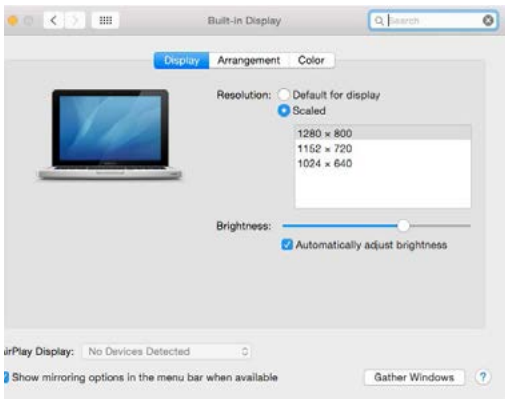 Built-in Display
Search
Display Arrangement Color
Resolution: Default for display
Scaled
1280 × 800
1152 × 720
1024 × 640
Brightness:
Automatically adjust brightness
irPlay Display: No Devices Detected
Show mirroring options in the menu bar when available
Gather Windows ?